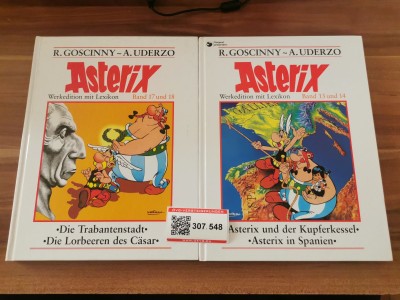 R. GOSCINNY – A. UDERZO
Asterix
Werkedition mit Lexikon Band 17 und 18
•Die Trabantenstadt•
•Die Lorbeeren des Cäsar•
R. GOSCINNY – A. UDERZO
Asterix
Werkedition mit Lexikon Band 13 und 14
Asterix und der Kupferkessel•
•Asterix in Spanien•
307 548